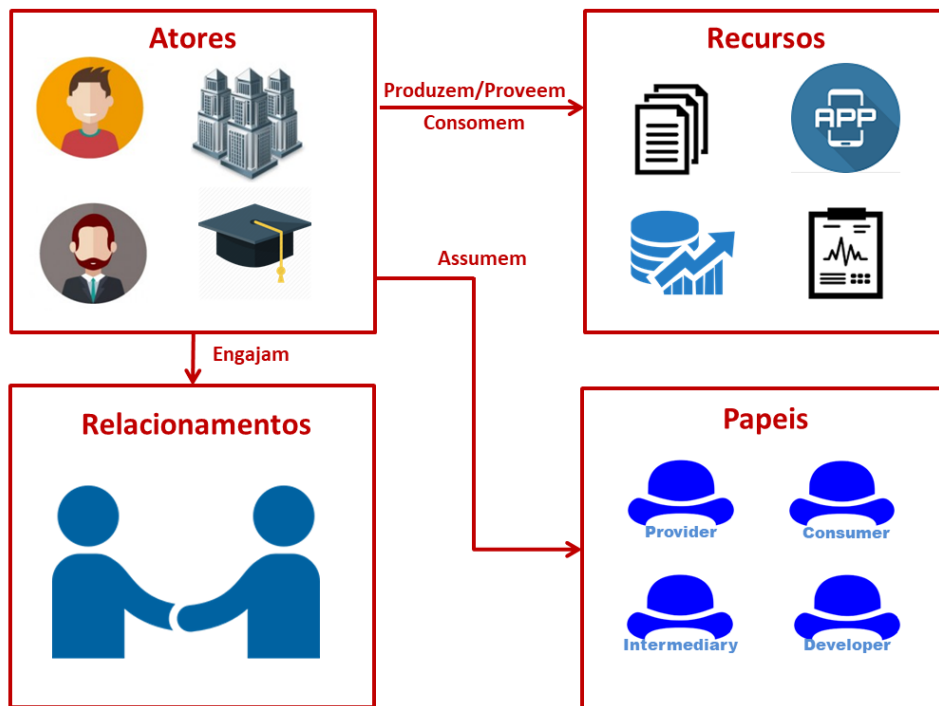 Atores
Recursos
Produzem/Proveem
Consomem
APP
Assumem
Engajam
Relacionamentos
Papeis
Provider
Consumer
Intermediary
Developer